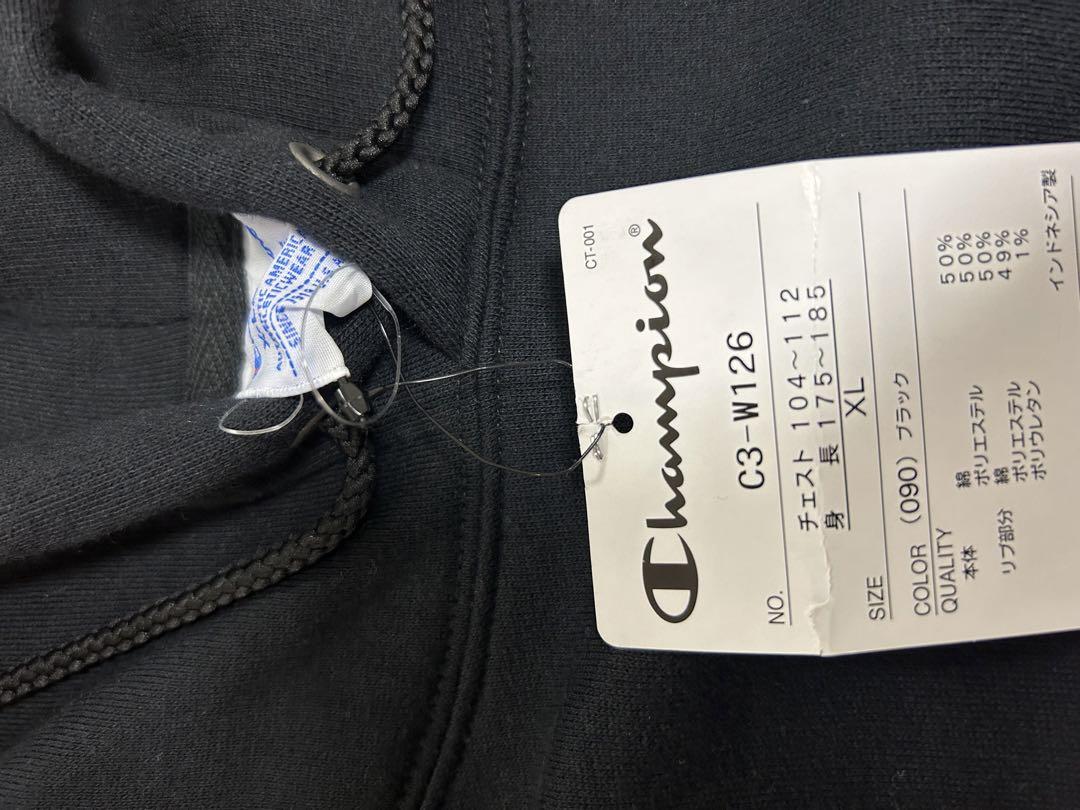 CT-001
Champion®
NO.
C3-W126
チェスト 104～112
身 長 175～185
SIZE XL
COLOR (090) ブラック
QUALITY
本体 綿 50%
ポリエステル 50%
リブ部分 綿 50%
ポリエステル 49%
ポリウレタン 1%
インドネシア製
AMERIC
SINCE